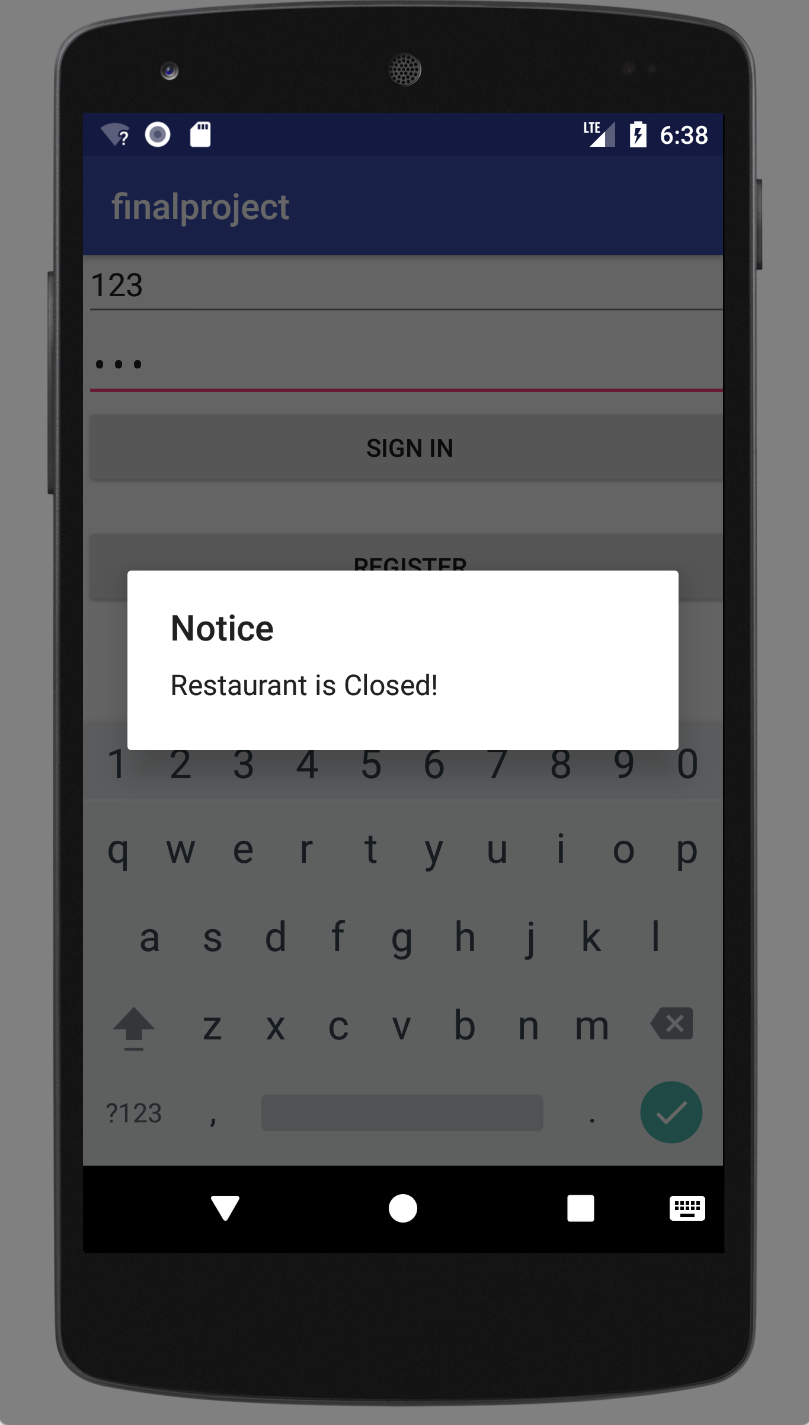 LTE 6:38
finalproject
123
SIGN IN
REGISTER
Notice
Restaurant is Closed!
1 2 3 4 5 6 7 8 9 0
q w e r t y u i o p
a s d f g h j k l
z x c v b n m
?123 , .